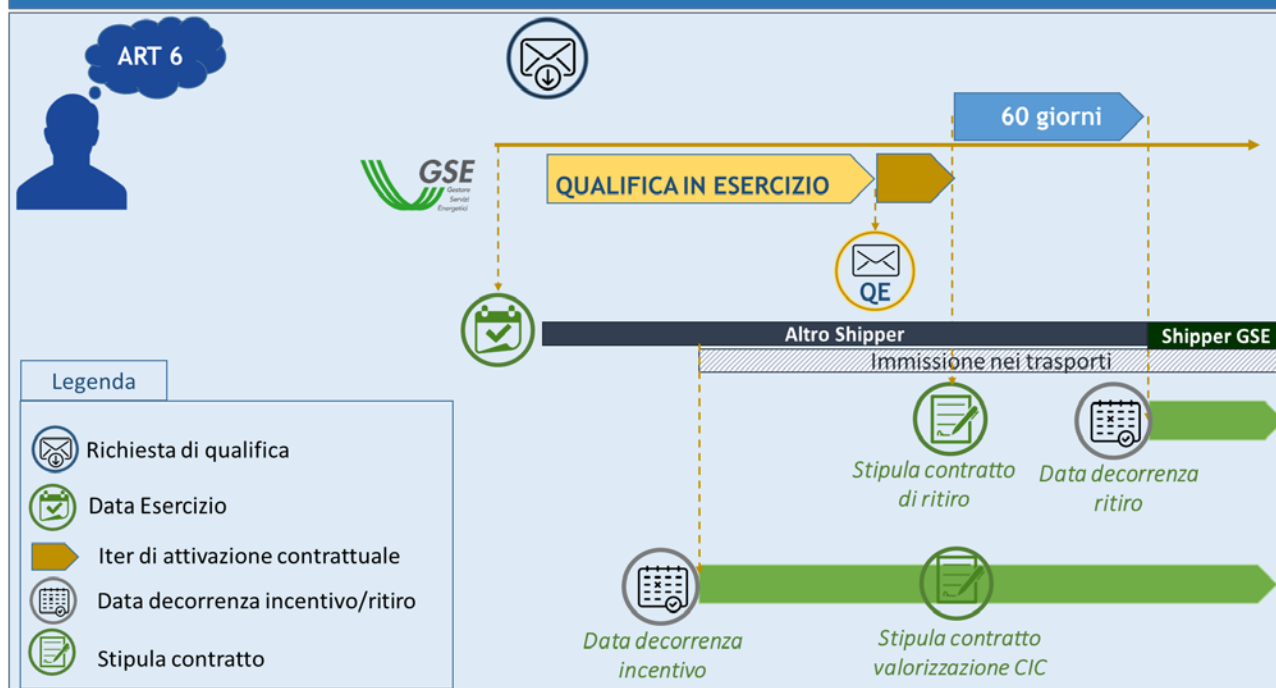 ART 6
60 giorni
GSE
Gestore
Servizi
Energetici
QUALIFICA IN ESERCIZIO
QE
Altro Shipper
Shipper GSE
Immissione nei trasporti
Stipula contratto
di ritiro
Data decorrenza
ritiro
Data decorrenza
incentivo
Stipula contratto
valorizzazione CIC
Legenda
Richiesta di qualifica
Data Esercizio
Iter di attivazione contrattuale
Data decorrenza incentivo/ritiro
Stipula contratto